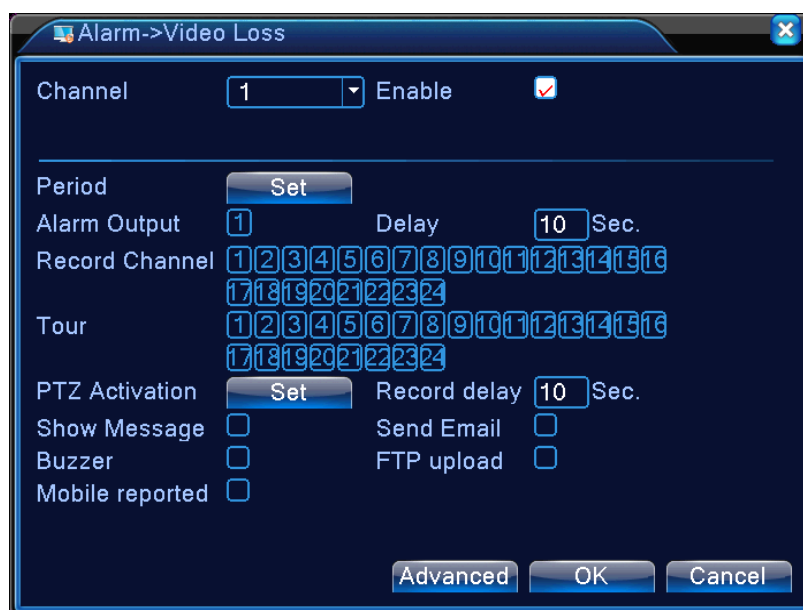 Alarm->Video Loss
Channel 1 Enable
Period Set
Alarm Output 1 Delay 10 Sec.
Record Channel 1 2 3 4 5 6 7 8 9 10 11 12 13 14 15 16
17 18 19 20 21 22 23 24
Tour 1 2 3 4 5 6 7 8 9 10 11 12 13 14 15 16
17 18 19 20 21 22 23 24
PTZ Activation Set Record delay 10 Sec.
Show Message Send Email
Buzzer FTP upload
Mobile reported
Advanced OK Cancel